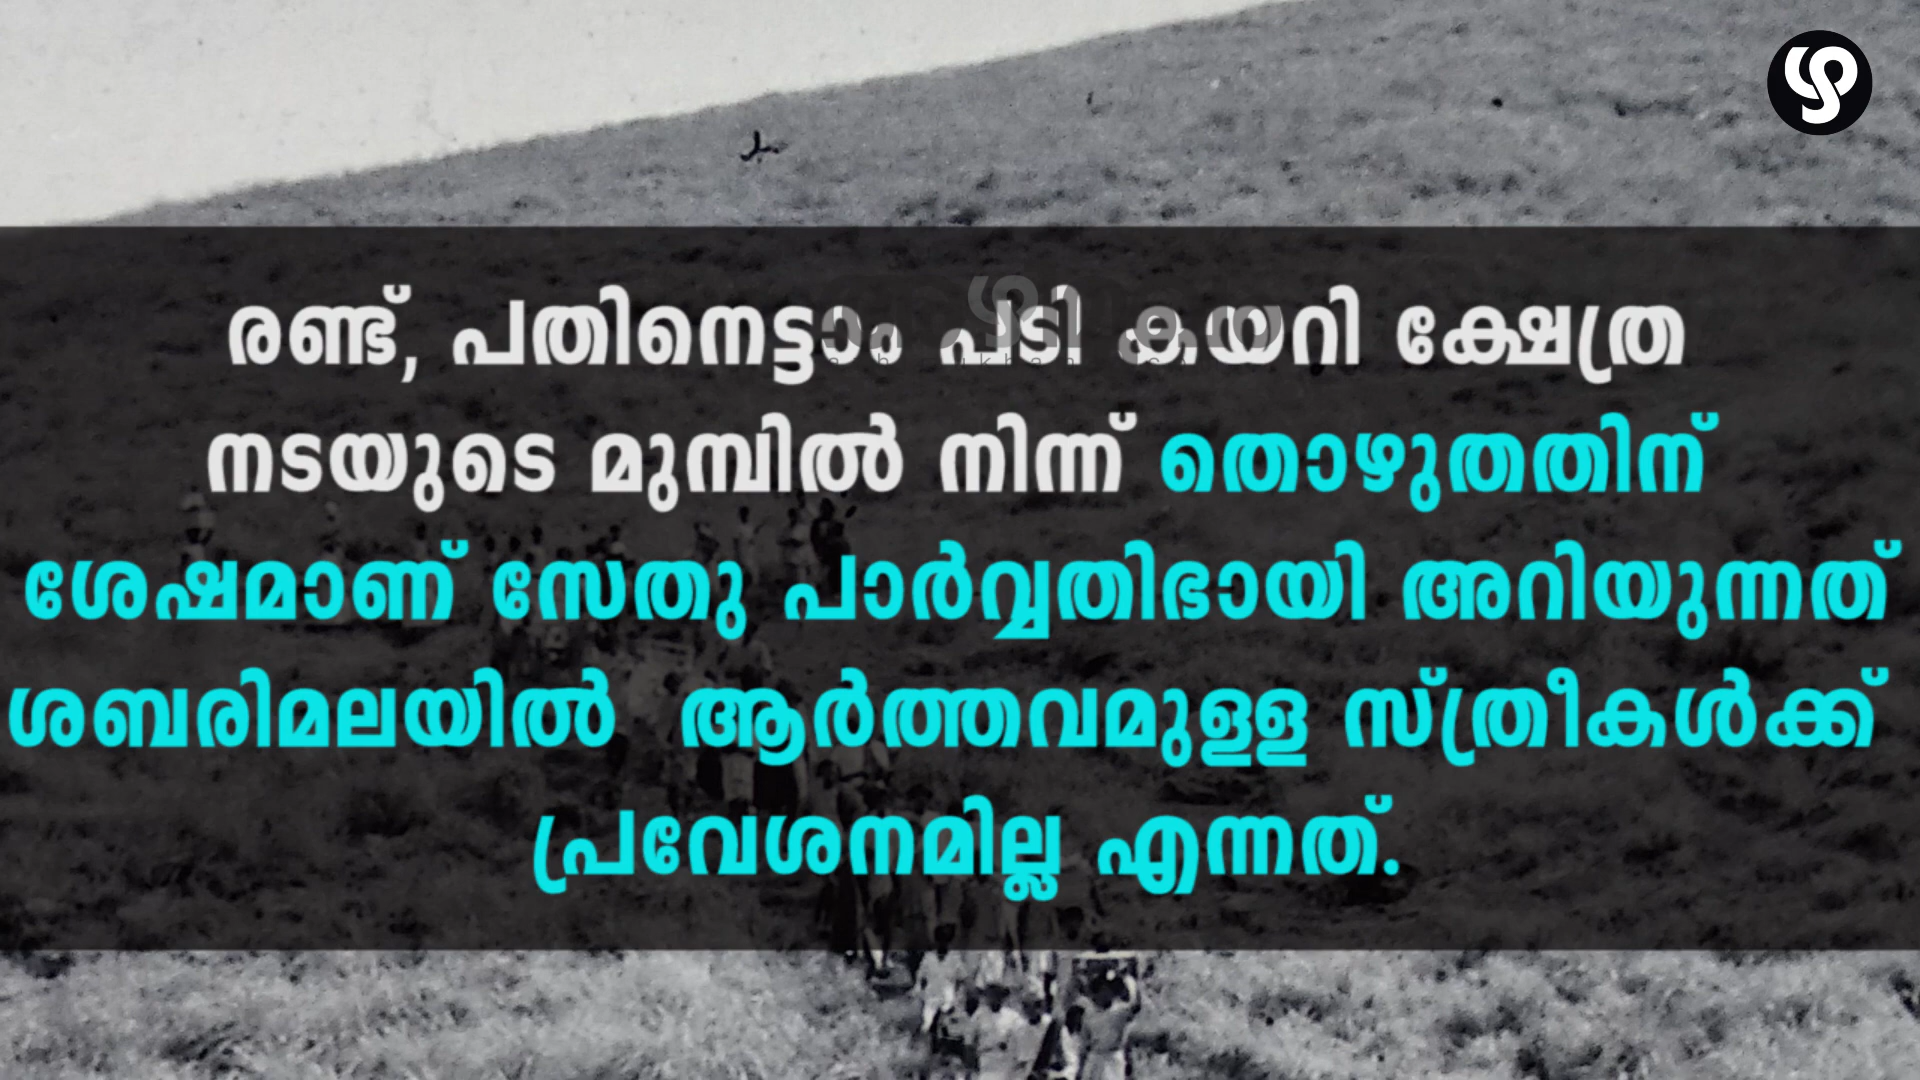 രണ്ട്, പതിനെട്ടാം പടി കയറി ക്ഷേത്ര
നടയുടെ മുമ്പിൽ നിന്ന് തൊഴുതതിന്
ശേഷമാണ് സേതു പാർവ്വതിഭായി അറിയുന്നത്
ശബരിമലയിൽ ആർത്തവമുള്ള സ്ത്രീകൾക്ക്
പ്രവേശനമില്ല എന്നത്.